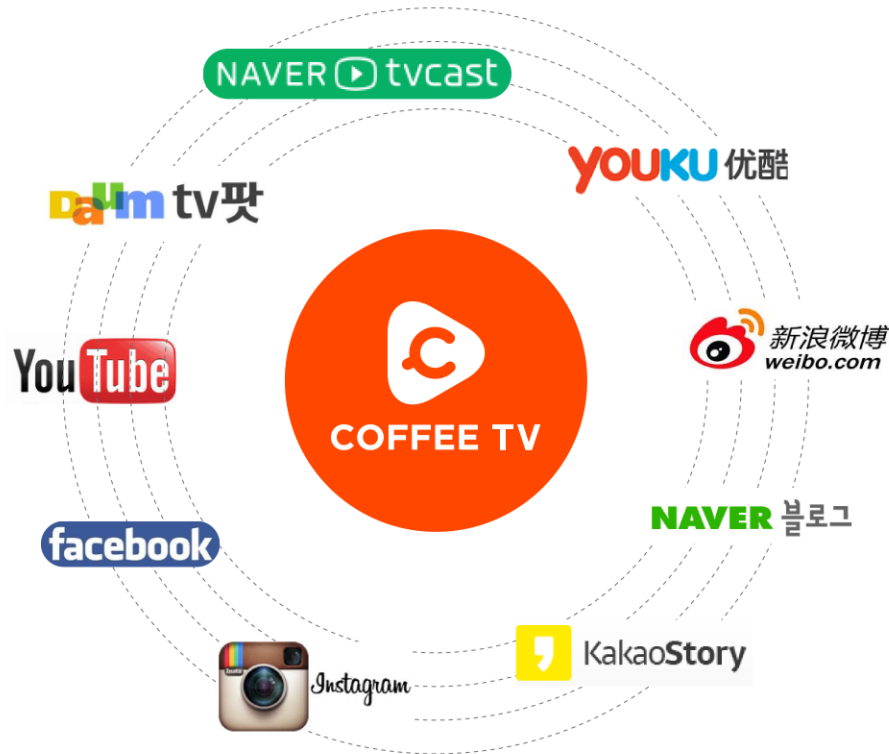 NAVER tvcast
YOUKU 优酷
Daum tv팟
新浪微博
weibo.com
YouTube
COFFEE TV
NAVER 블로그
facebook
KakaoStory
Instagram